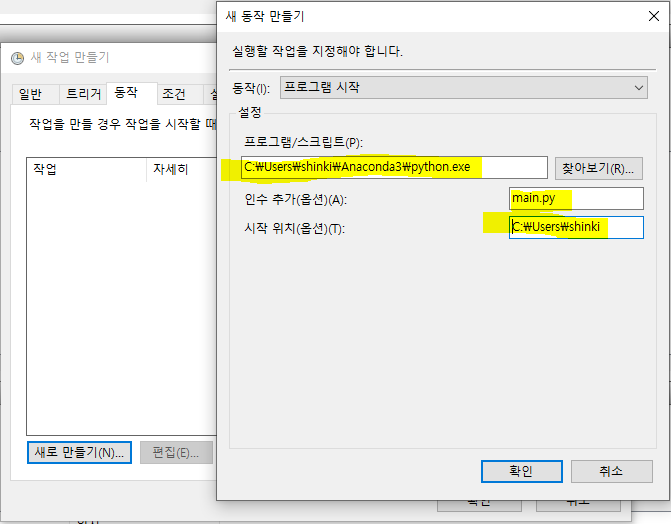 새 동작 만들기
실행할 작업을 지정해야 합니다.
동작(I): 프로그램 시작
설정
프로그램/스크립트(P):
C:₩Users₩shinki₩Anaconda3₩python.exe 찾아보기(R)...
인수 추가(옵션)(A): main.py
시작 위치(옵션)(T): C:₩Users₩shinki
확인 취소
새 작업 만들기
일반 트리거 동작 조건
작업을 만들 경우 작업을 시작할 때
작업 자세히
새로 만들기(N)... 편집(E)...